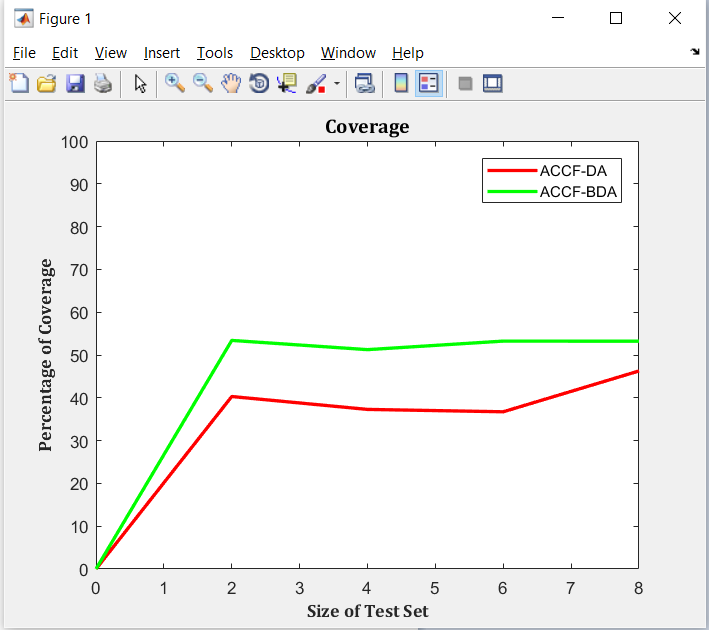 Figure 1
File Edit View Insert Tools Desktop Window Help
Coverage
ACCF-DA
ACCF-BDA
Percentage of Coverage
100
90
80
70
60
50
40
30
20
10
0
0 1 2 3 4 5 6 7 8
Size of Test Set